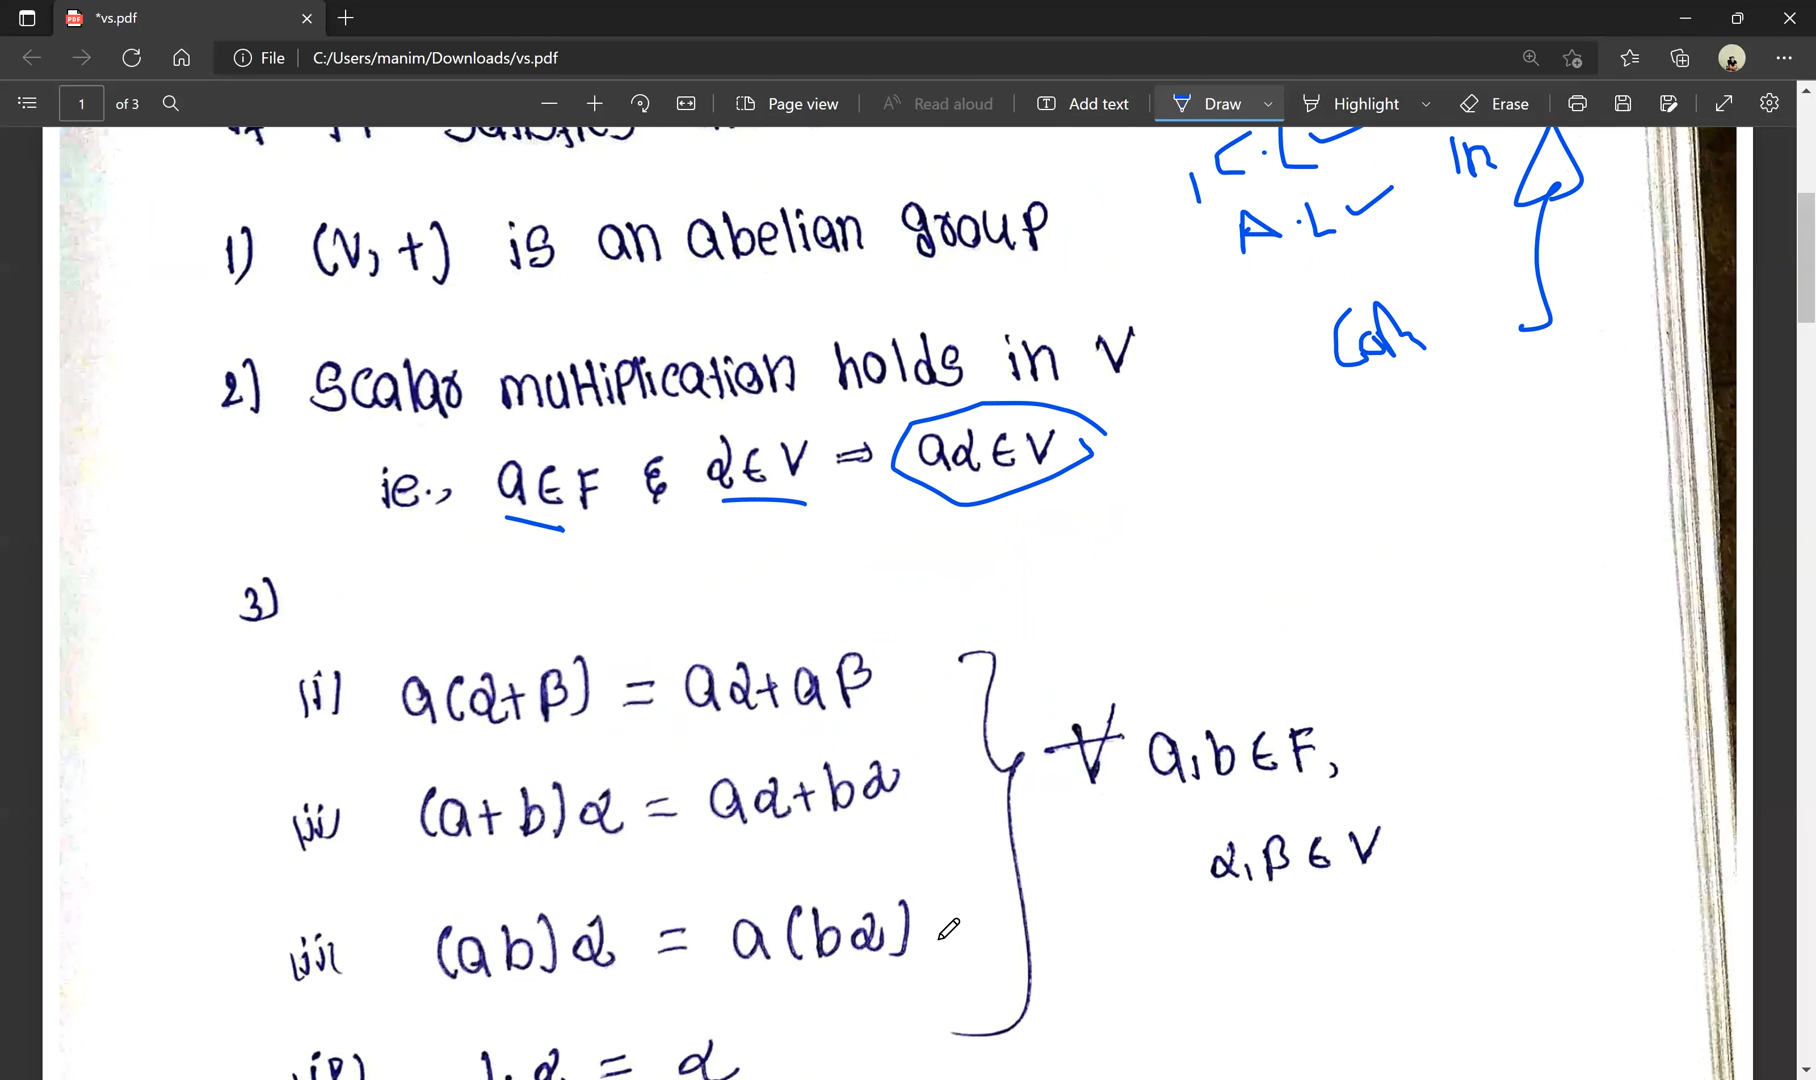 *vs.pdf
File C:/Users/manim/Downloads/vs.pdf
1 of 3 Page view Read aloud Add text Draw Highlight Erase
C.L
In
A.L
1) (V, +) is an abelian group
2) Scalar multiplication holds in V
ie., a ∈ F & α ∈ V ⇒ aα ∈ V
3)
(i) a(α+β) = aα+aβ
(ii) (a+b)α = aα+bα
∀ a,b ∈ F,
α,β ∈ V
(iii) (ab)α = a(bα)
1.α = α